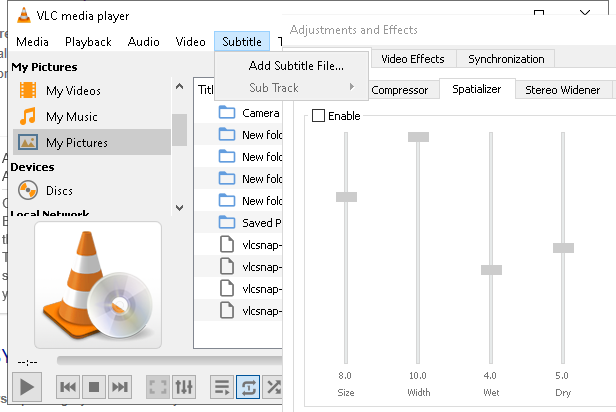 VLC media player
Media Playback Audio Video Subtitle T
Add Subtitle File...
Sub Track
My Pictures
My Videos
My Music
My Pictures
Devices
Discs
Local Network
Titl
Camera
New fold
New fold
New fold
New fold
Saved P
vlcsnap-
vlcsnap-
vlcsnap-
vlcsnap-
--:--
Adjustments and Effects
Video Effects Synchronization
Compressor Spatializer Stereo Widener
Enable
8.0 10.0 4.0 5.0
Size Width Wet Dry